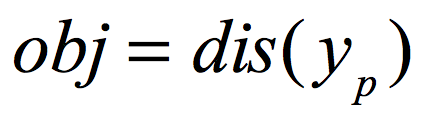 obj = dis(y_p)